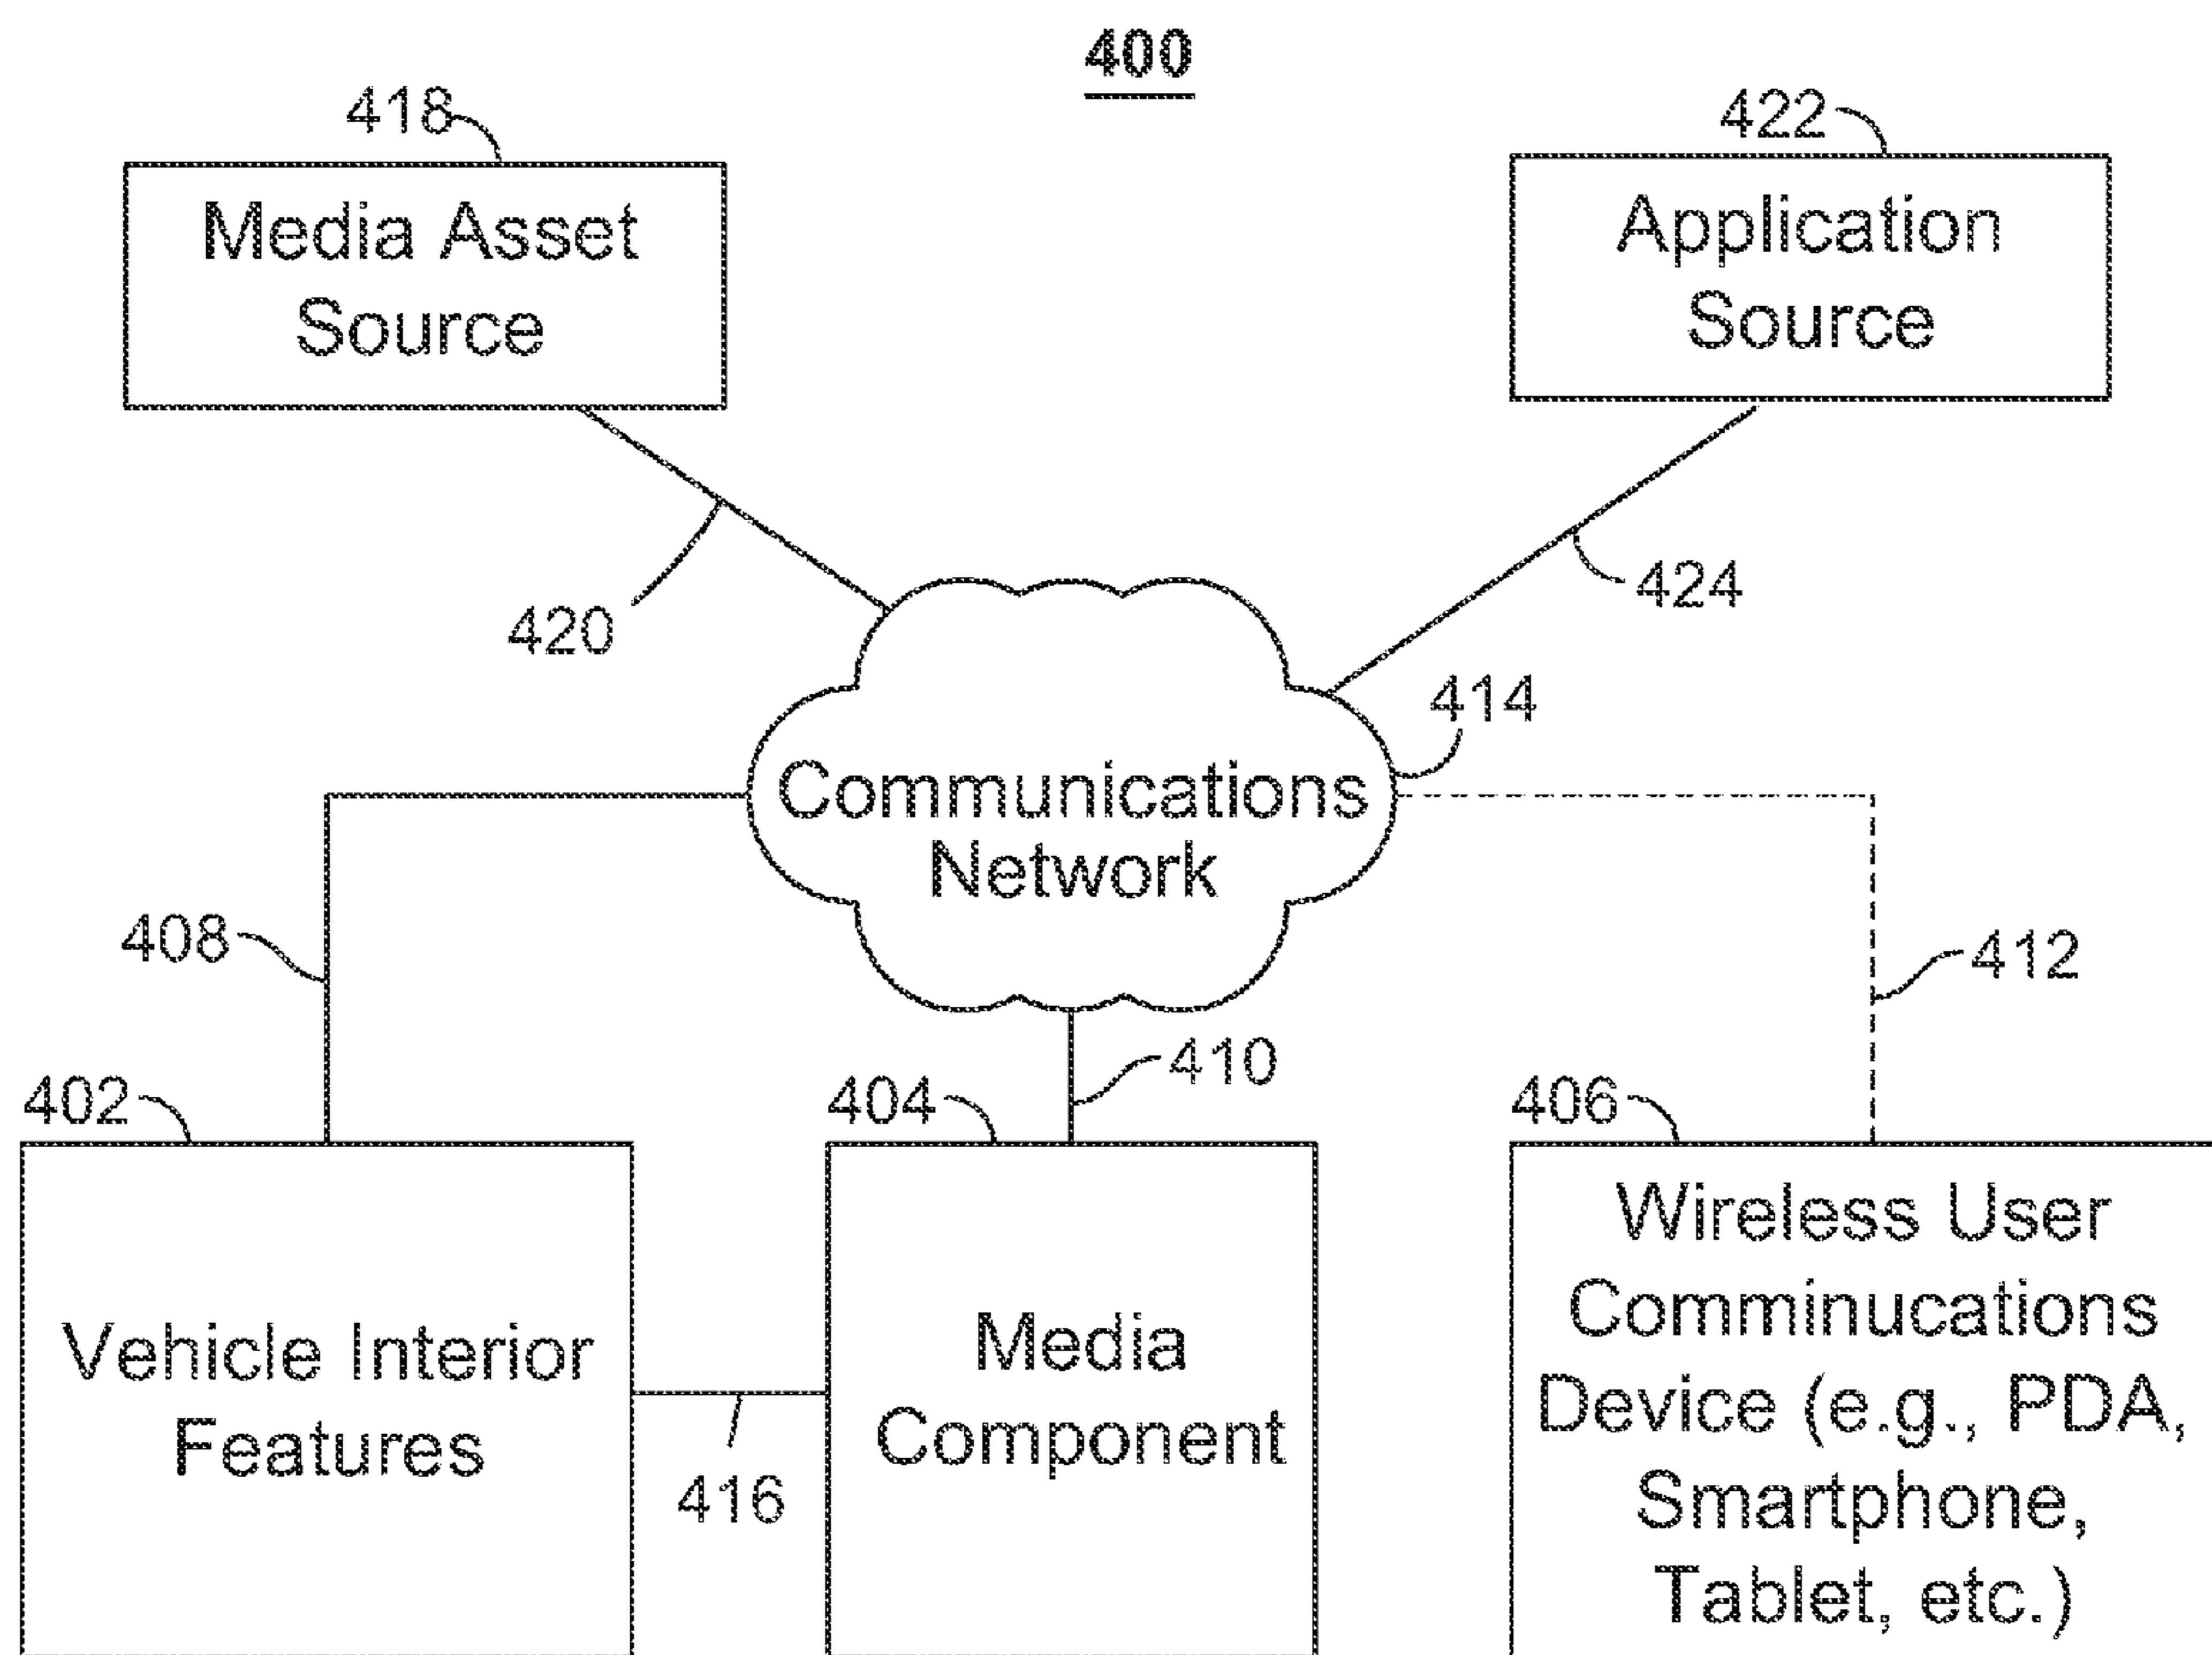 400
418
422
Media Asset
Source
Application
Source
420
424
414
Communications
Network
408
412
410
402
404
406
Vehicle Interior
Features
416
Media
Component
Wireless User
Comminucations
Device (e.g., PDA,
Smartphone,
Tablet, etc.)